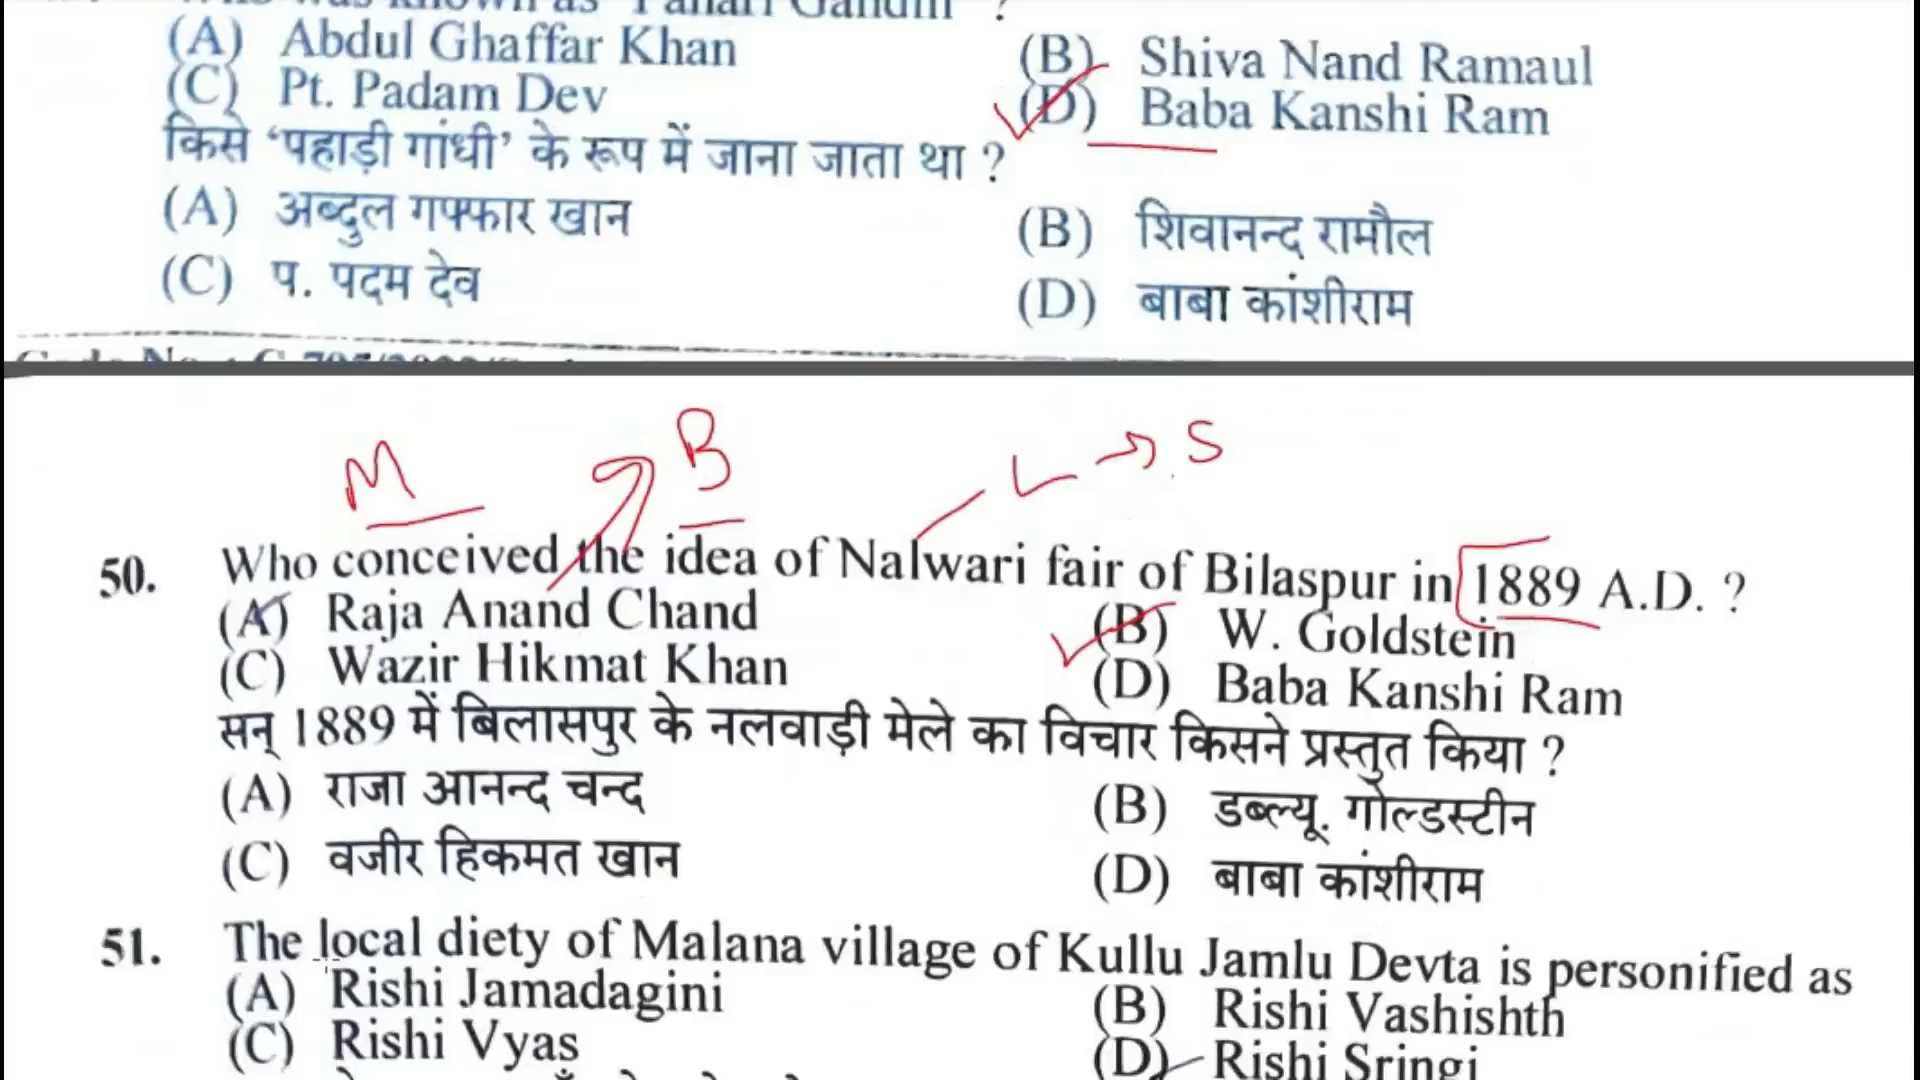 (A) Abdul Ghaffar Khan (B) Shiva Nand Ramaul
(C) Pt. Padam Dev (D) Baba Kanshi Ram
किसे ‘पहाड़ी गांधी’ के रूप में जाना जाता था ?
(A) अब्दुल गफ्फार खान (B) शिवानन्द रामौल
(C) प. पदम देव (D) बाबा कांशीराम
M B L → S
50. Who conceived the idea of Nalwari fair of Bilaspur in 1889 A.D. ?
(A) Raja Anand Chand (B) W. Goldstein
(C) Wazir Hikmat Khan (D) Baba Kanshi Ram
सन् 1889 में बिलासपुर के नलवाड़ी मेले का विचार किसने प्रस्तुत किया ?
(A) राजा आनन्द चन्द (B) डब्ल्यू. गोल्डस्टीन
(C) वजीर हिकमत खान (D) बाबा कांशीराम
51. The local diety of Malana village of Kullu Jamlu Devta is personified as
(A) Rishi Jamadagini (B) Rishi Vashishth
(C) Rishi Vyas (D) Rishi Sringi